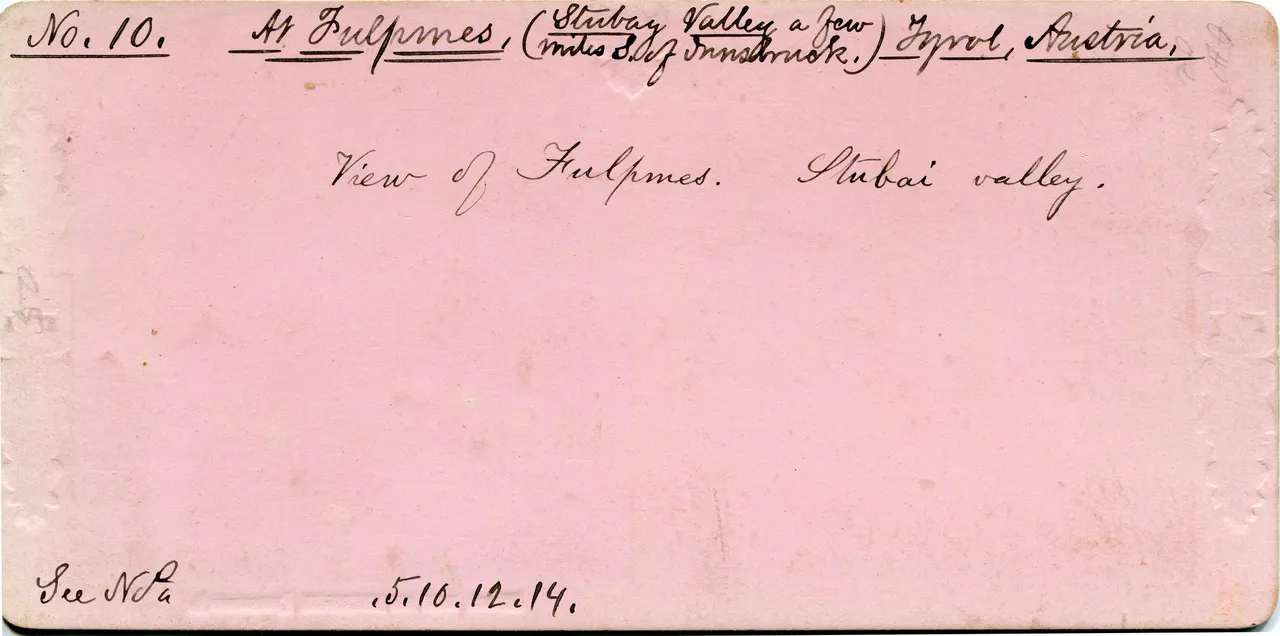 No. 10. At Fulpmes, (Stubay Valley a few miles S. of Innsbruck.) Tyrol, Austria,
View of Fulpmes. Stubai valley.
See Nos .5.10.12.14.